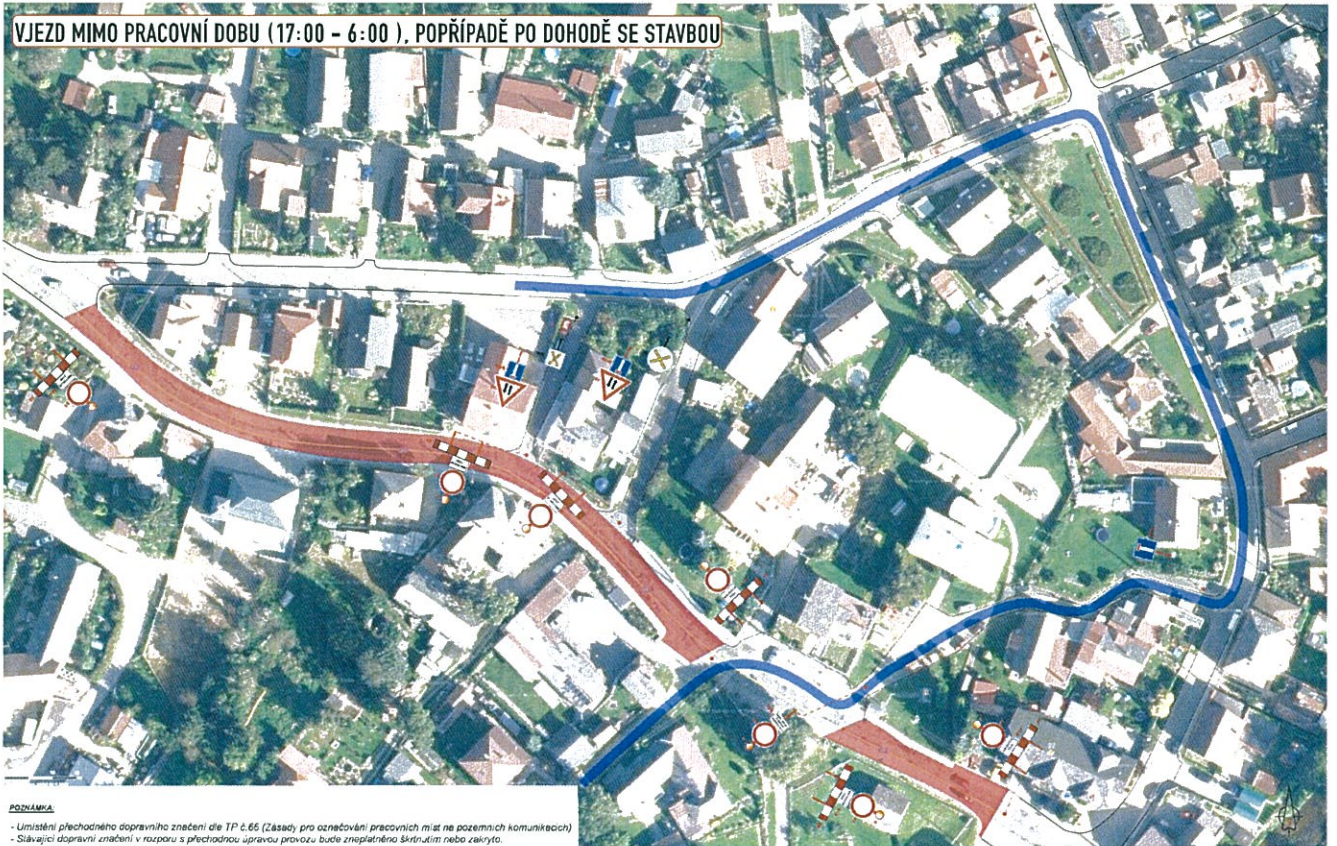 VJEZD MIMO PRACOVNÍ DOBU (17:00 - 6:00 ), POPŘÍPADĚ PO DOHODĚ SE STAVBOU
POZNÁMKA:
- Umístění přechodného dopravního značení dle TP č.66 (Zásady pro označování pracovních míst na pozemních komunikacích)
- Stávající dopravní značení v rozporu s přechodnou úpravou provozu bude zneplatněno škrtnutím nebo zakryto.